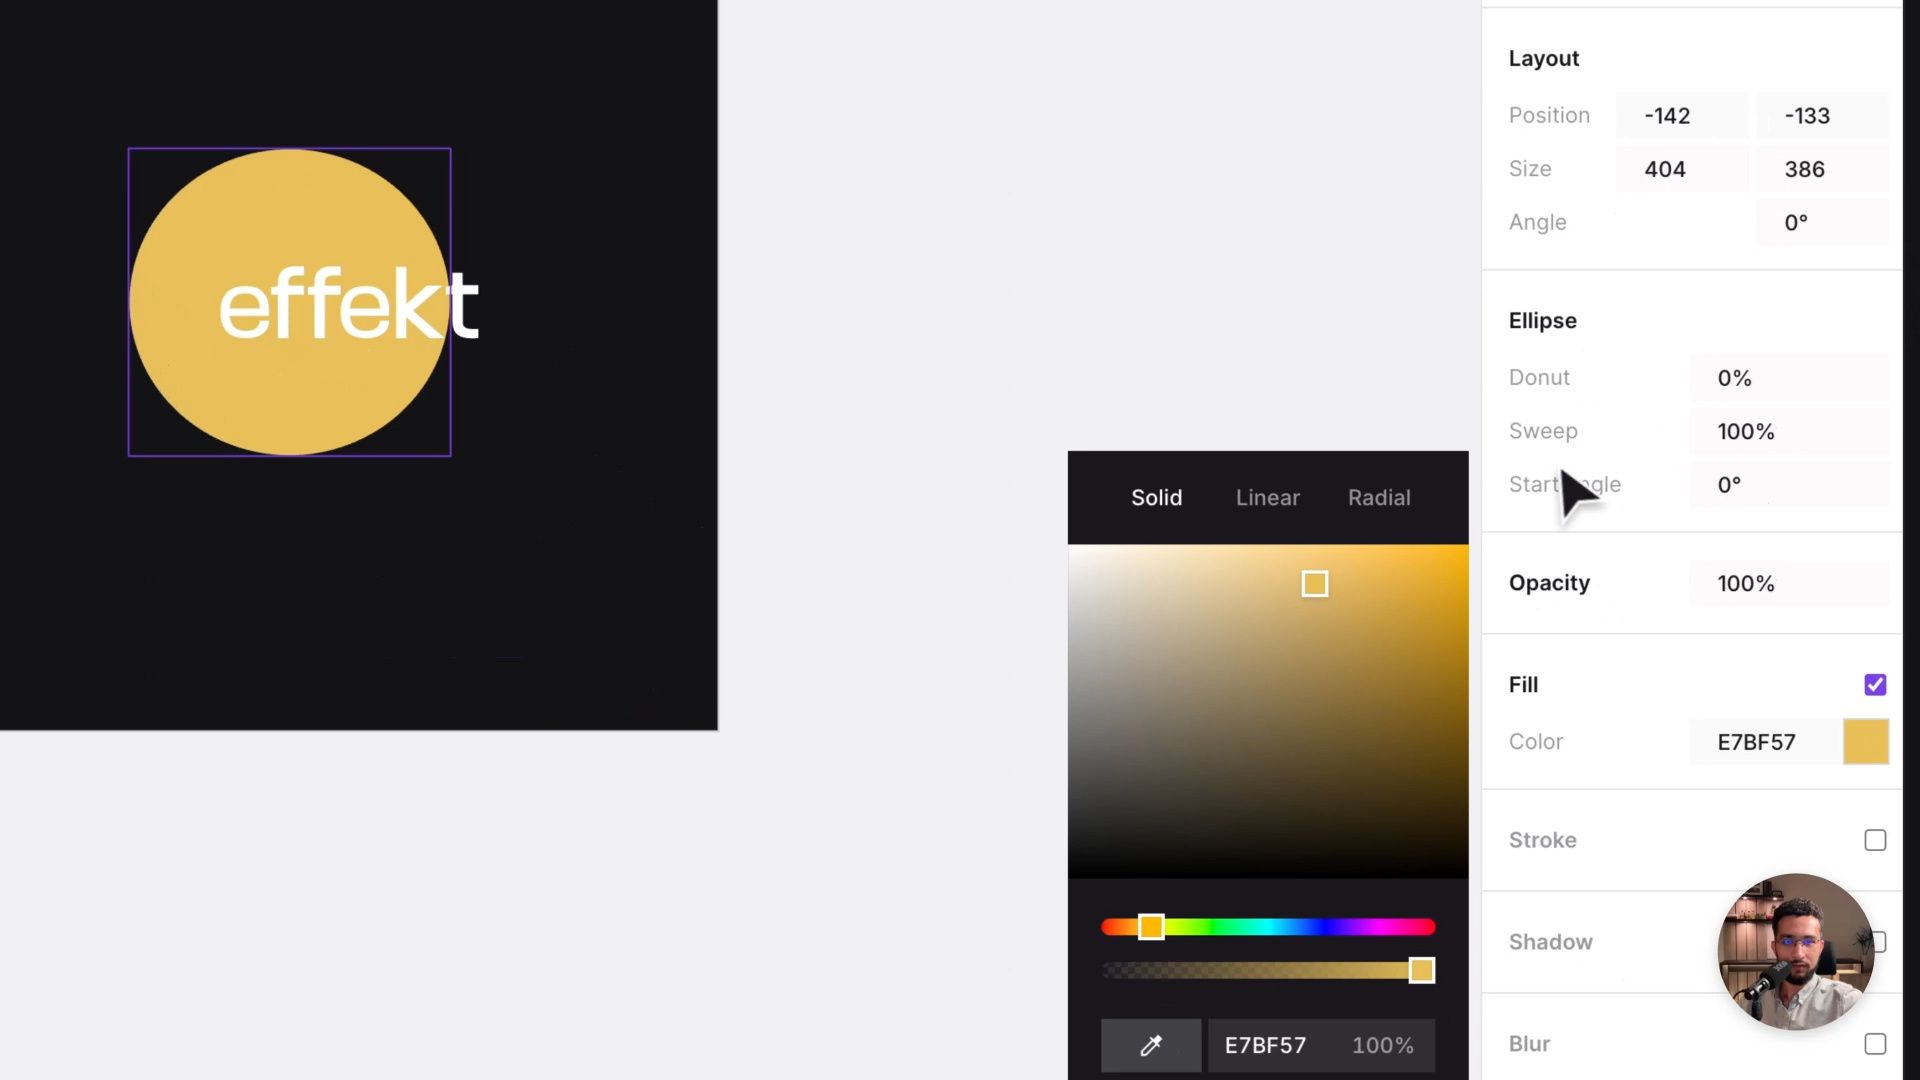 effekt
Solid Linear Radial
E7BF57 100%
Layout
Position -142 -133
Size 404 386
Angle 0°
Ellipse
Donut 0%
Sweep 100%
0°
Opacity 100%
Fill
Color E7BF57
Stroke
Shadow
Blur